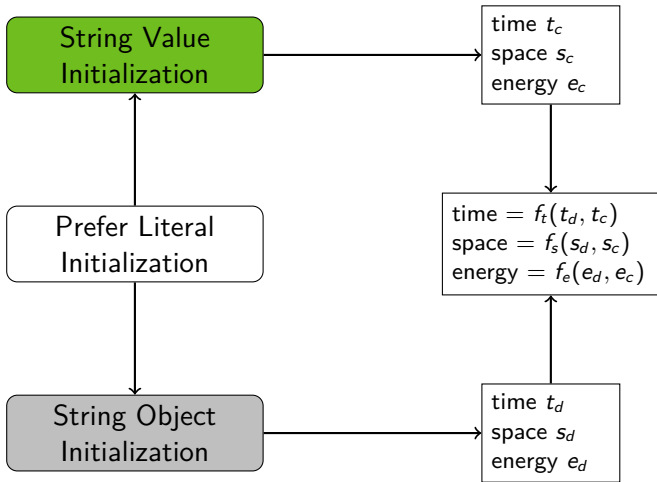 String Value
Initialization
time t_c
space s_c
energy e_c
Prefer Literal
Initialization
time = f_t(t_d, t_c)
space = f_s(s_d, s_c)
energy = f_e(e_d, e_c)
String Object
Initialization
time t_d
space s_d
energy e_d